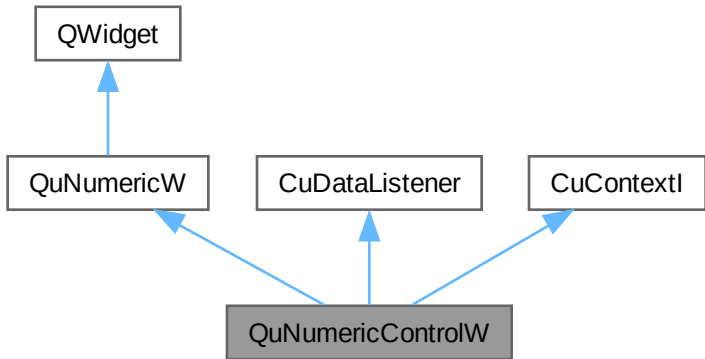 QWidget
QuNumericW
CuDataListener
CuContextI
QuNumericControlW